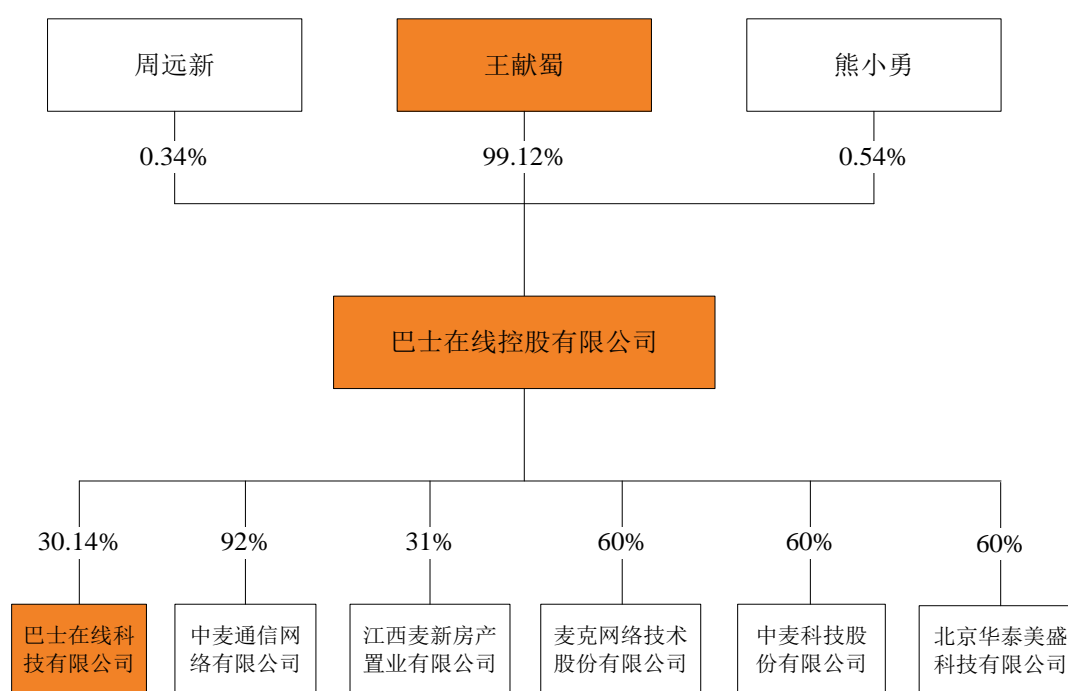 周远新
王献蜀
熊小勇
0.34%
99.12%
0.54%
巴士在线控股有限公司
30.14%
92%
31%
60%
60%
60%
巴士在线科
技有限公司
中麦通信网
络有限公司
江西麦新房产
置业有限公司
麦克网络技术
股份有限公司
中麦科技股
份有限公司
北京华泰美盛
科技有限公司